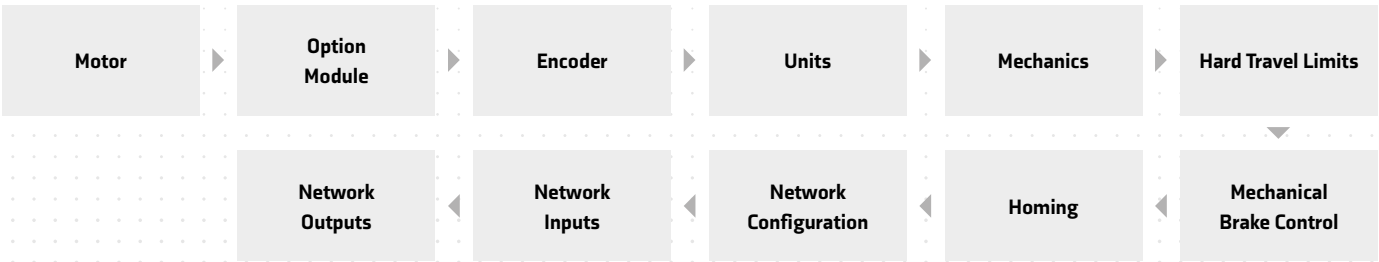 Motor
Option
Module
Encoder
Units
Mechanics
Hard Travel Limits
Mechanical
Brake Control
Homing
Network
Configuration
Network
Inputs
Network
Outputs